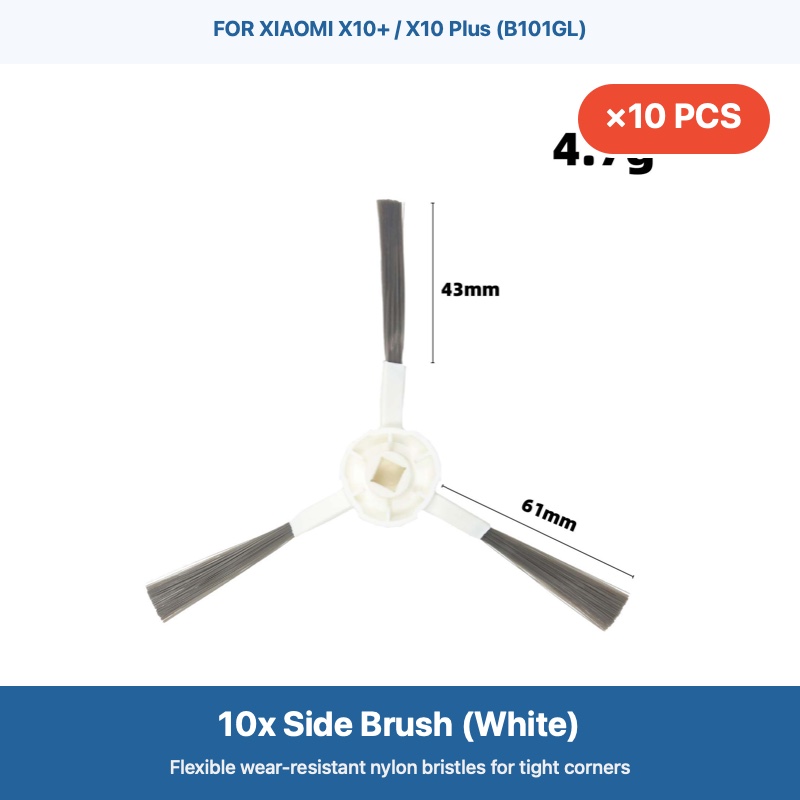 FOR XIAOMI X10+ / X10 Plus (B101GL)
×10 PCS
43mm
61mm
10x Side Brush (White)
Flexible wear-resistant nylon bristles for tight corners